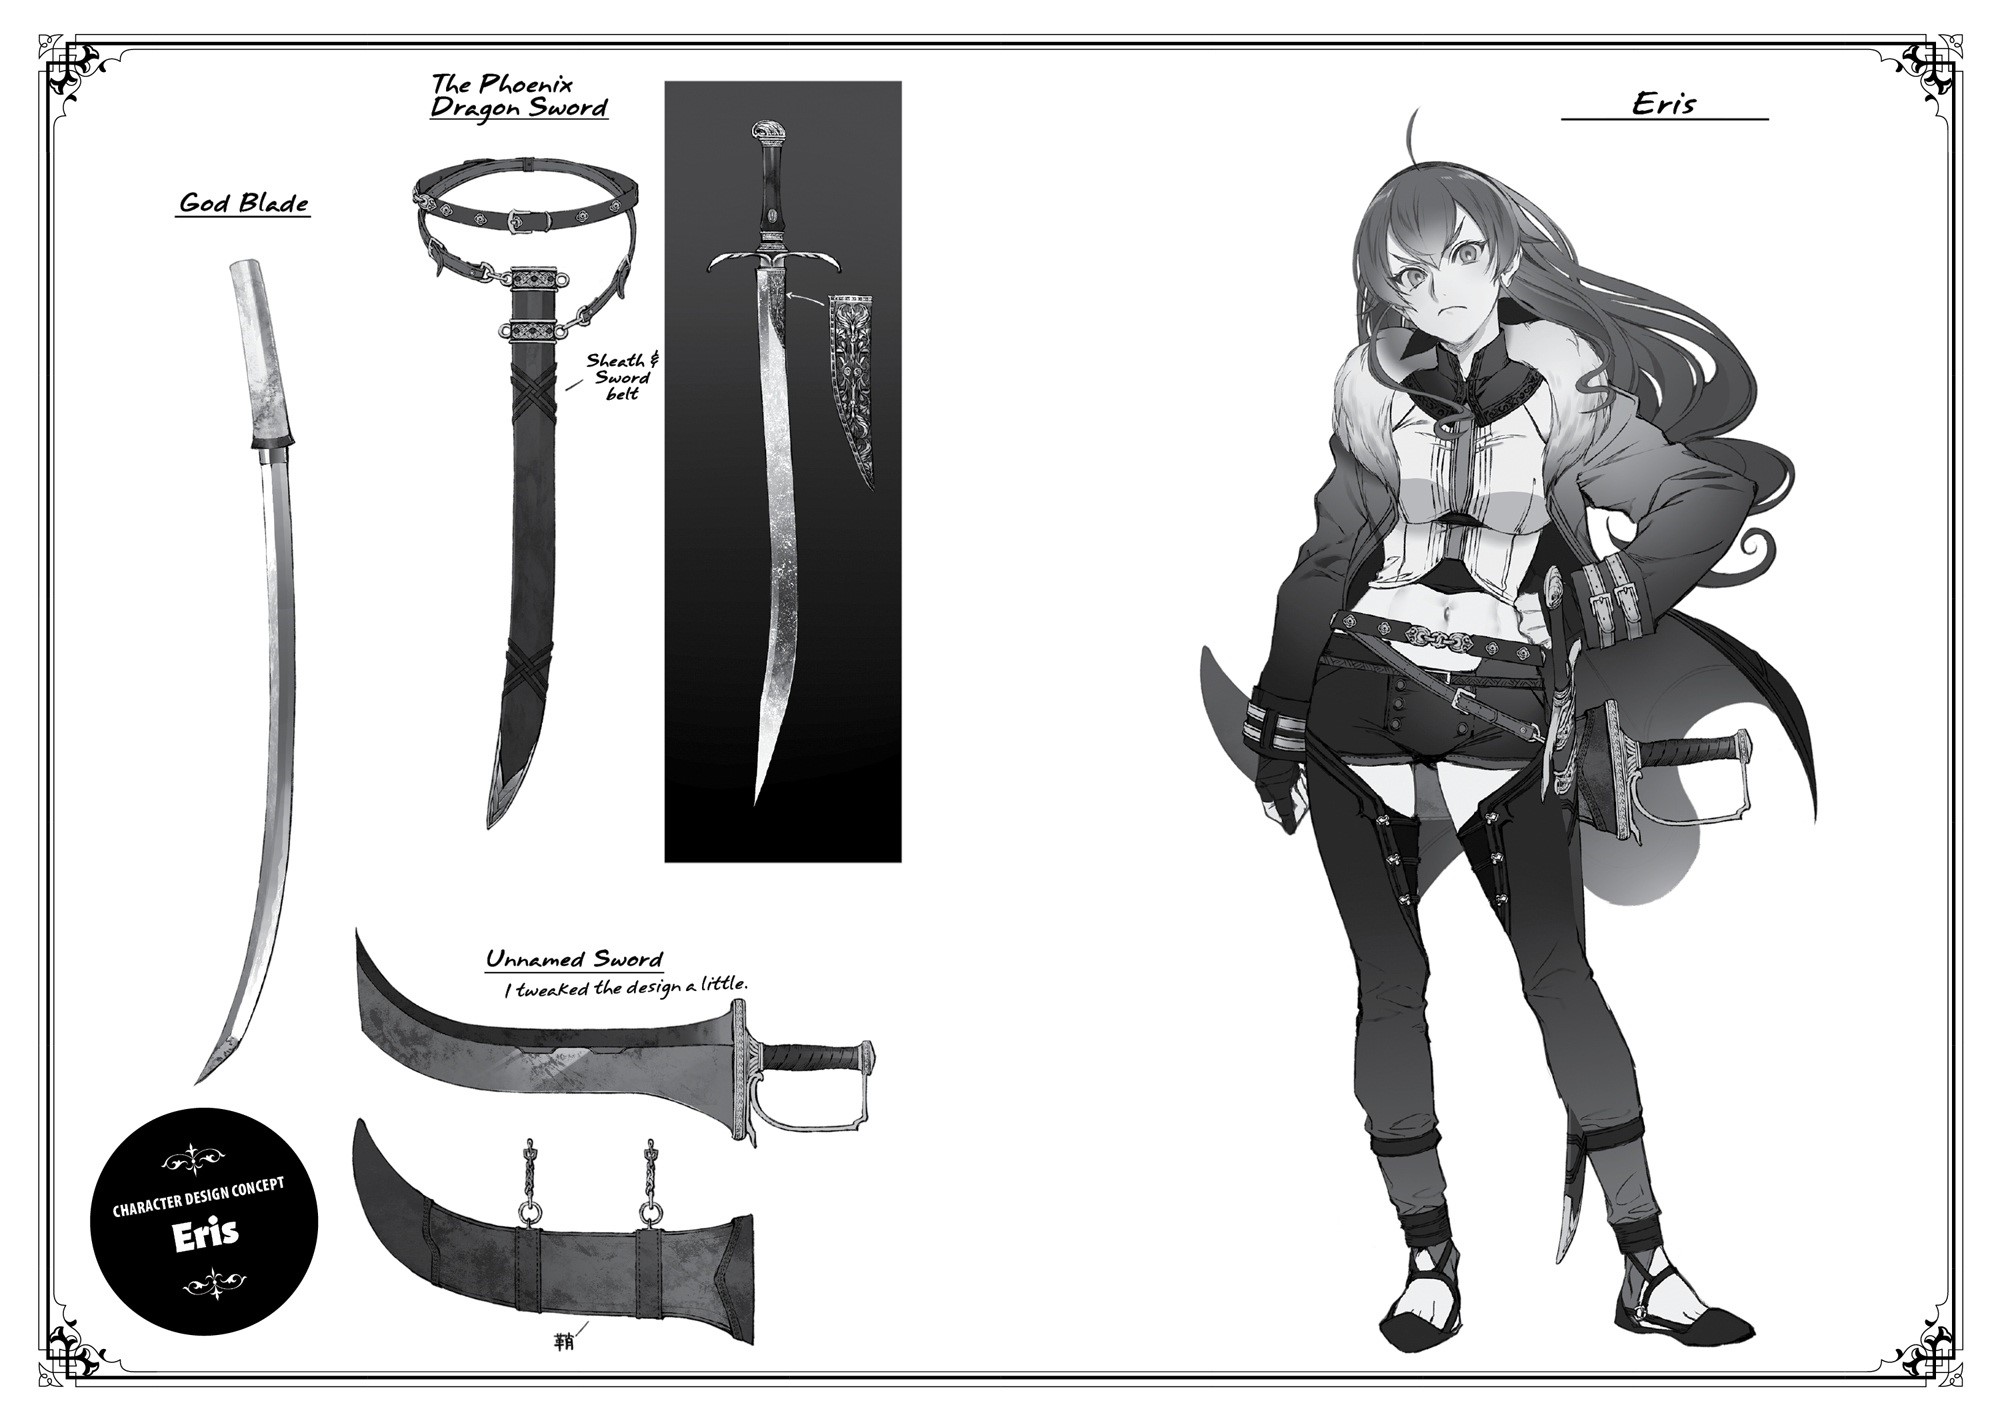 The Phoenix
Dragon Sword
God Blade
Sheath &
Sword
belt
Eris
Unnamed Sword
I tweaked the design a little.
鞘
CHARACTER DESIGN CONCEPT
Eris